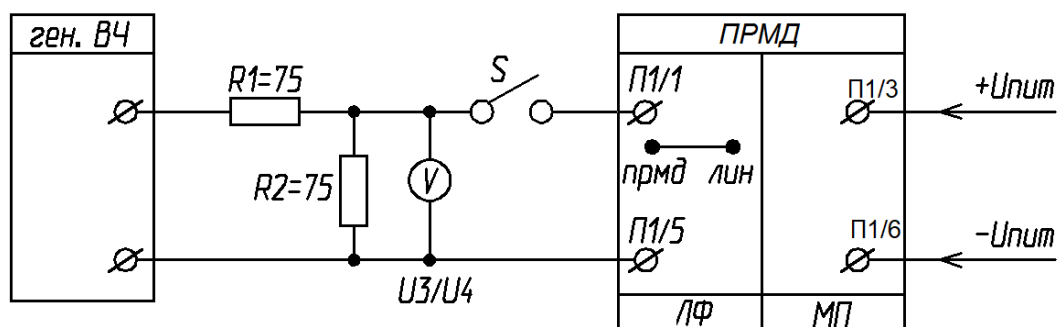 ген. ВЧ
ПРМД
R1=75
S
П1/1
П1/3
+Uпит
прмд
лин
R2=75
V
П1/5
П1/6
-Uпит
U3/U4
ЛФ
МП